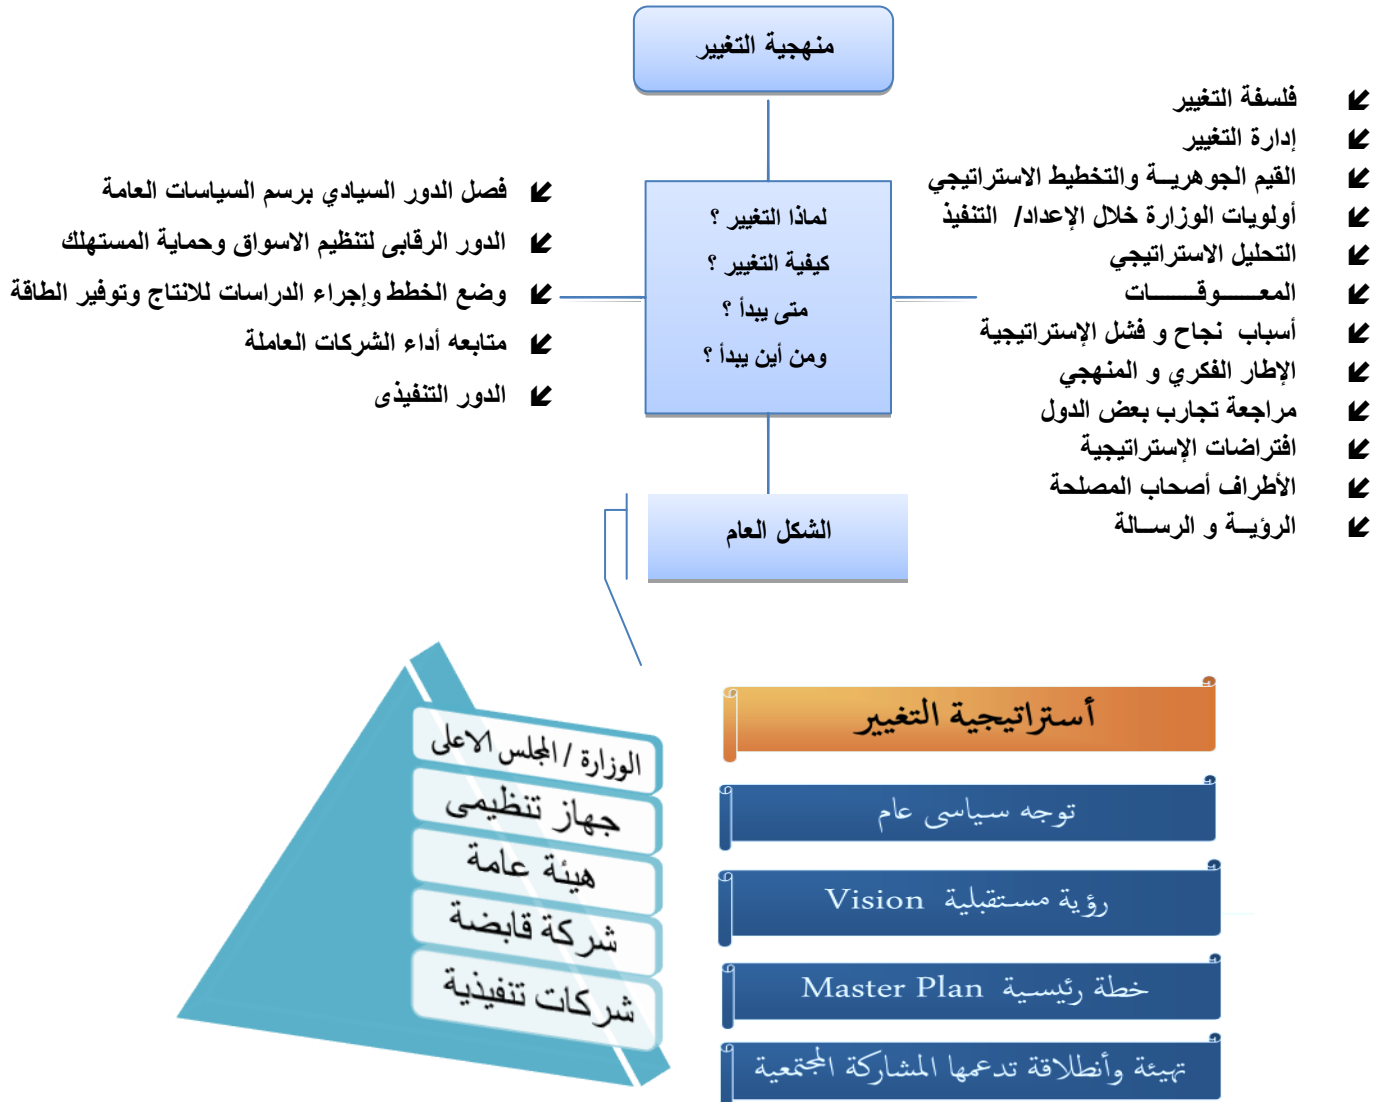 منهجية التغيير
فلسفة التغيير
إدارة التغيير
القيم الجوهريــة والتخطيط الاستراتيجي
أولويات الوزارة خلال الإعداد/ التنفيذ
التحليل الاستراتيجي
المعـــــوقـــــــات
أسباب نجاح و فشل الإستراتيجية
الإطار الفكري و المنهجي
مراجعة تجارب بعض الدول
افتراضات الإستراتيجية
الأطراف أصحاب المصلحة
الرؤيــة و الرســالة
لماذا التغيير ؟
كيفية التغيير ؟
متى يبدأ ؟
ومن أين يبدأ ؟
فصل الدور السيادي برسم السياسات العامة
الدور الرقابى لتنظيم الاسواق وحماية المستهلك
وضع الخطط وإجراء الدراسات للانتاج وتوفير الطاقة
متابعه أداء الشركات العاملة
الدور التنفيذى
الشكل العام
أستراتيجية التغيير
توجه سياسى عام
رؤية مستقبلية Vision
خطة رئيسية Master Plan
تهيئة وأنطلاقة تدعمها المشاركة المجتمعية
الوزارة / المجلس الاعلى
جهاز تنظيمى
هيئة عامة
شركة قابضة
شركات تنفيذية